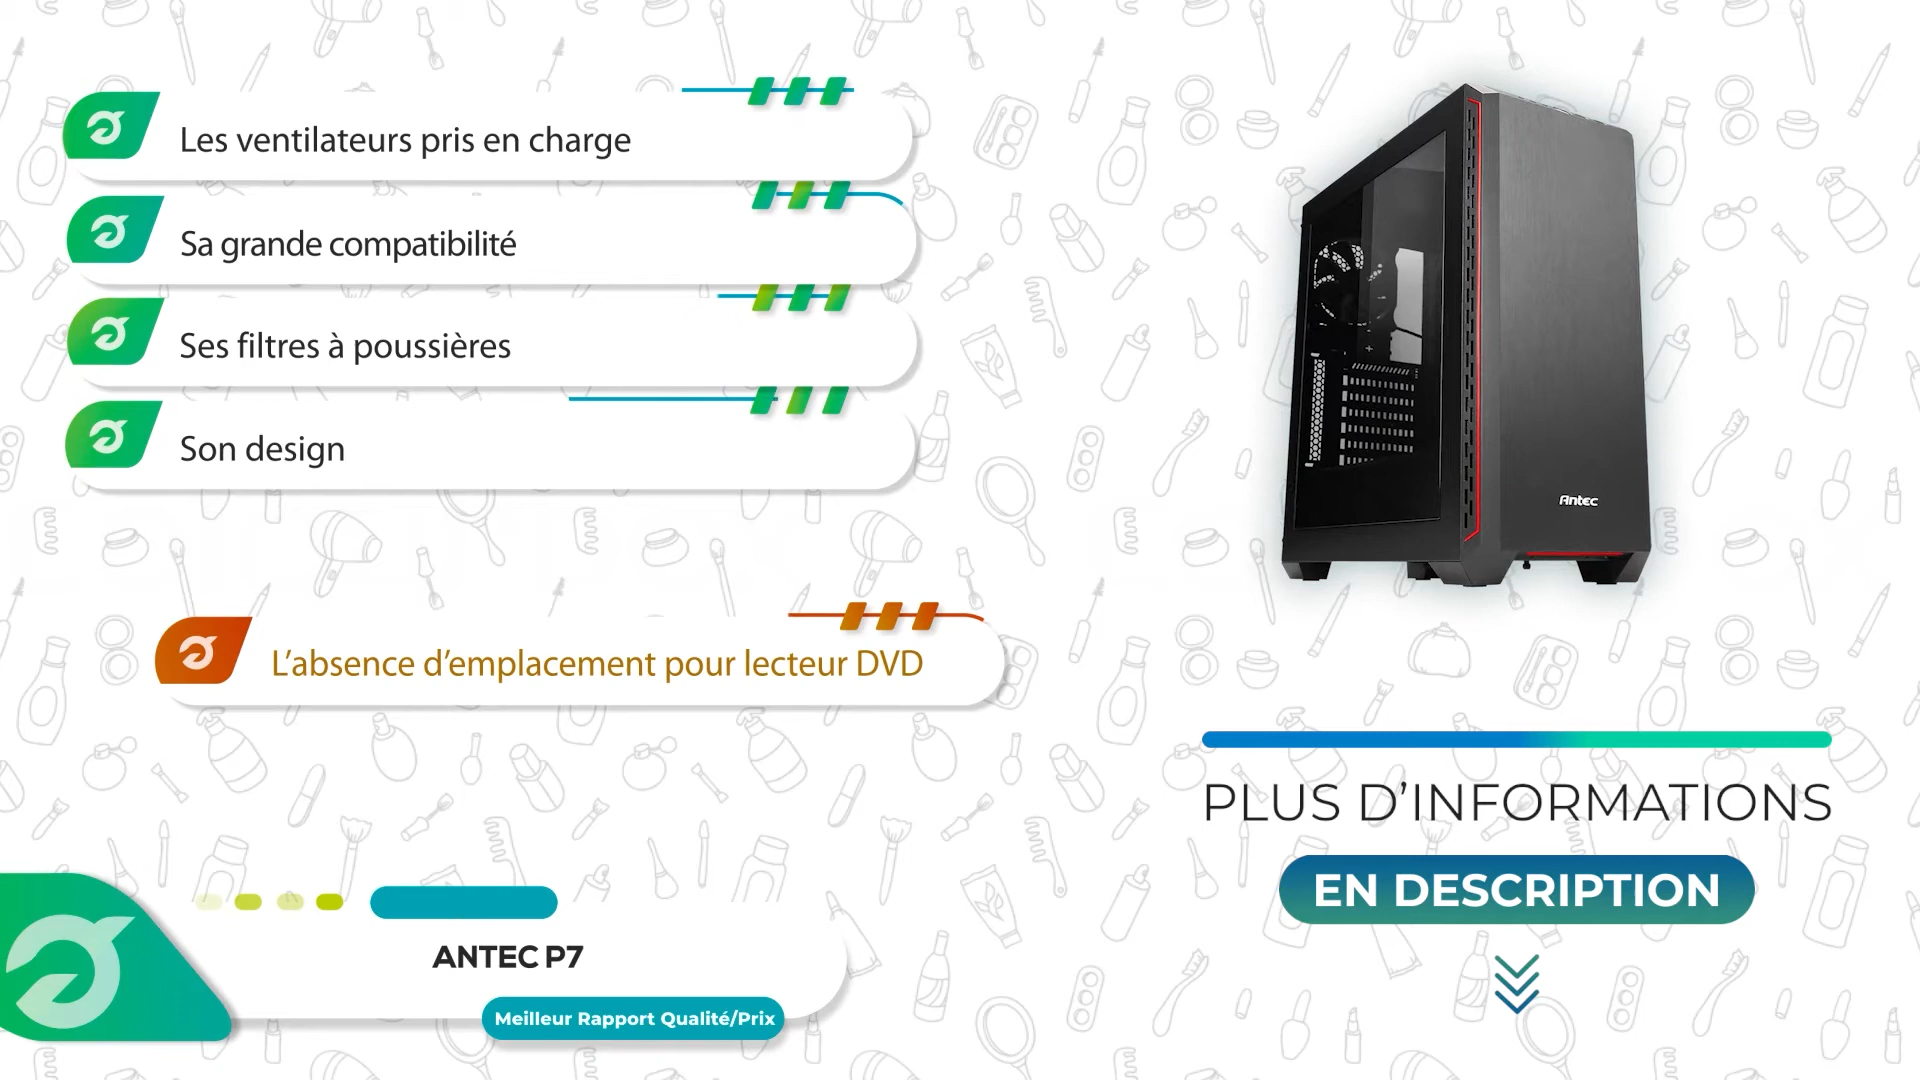 Les ventilateurs pris en charge
Sa grande compatibilité
Ses filtres à poussières
Son design
L’absence d’emplacement pour lecteur DVD
Antec
PLUS D’INFORMATIONS
EN DESCRIPTION
ANTEC P7
Meilleur Rapport Qualité/Prix